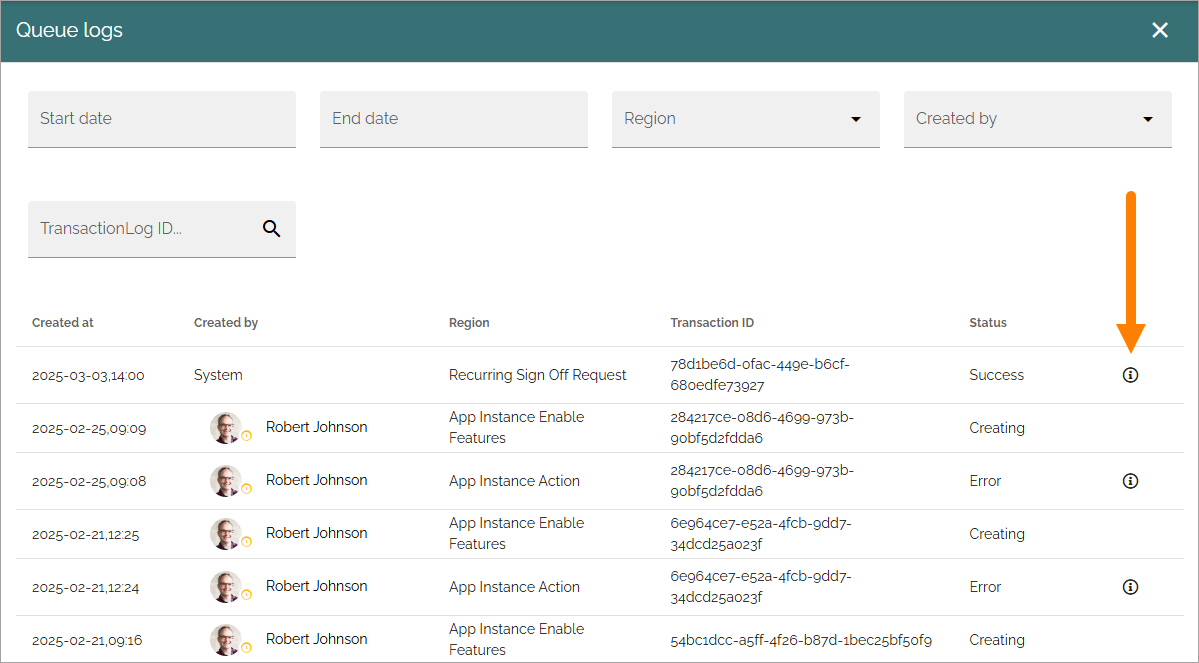 Queue logs
Start date
End date
Region
Created by
TransactionLog ID...
Created at
Created by
Region
Transaction ID
Status
2025-03-03,14:00
System
Recurring Sign Off Request
78d1be6d-0fac-449e-b6cf-
680edfe73927
Success
2025-02-25,09:09
Robert Johnson
App Instance Enable
Features
284217ce-08d6-4699-973b-
90bf5d2fdda6
Creating
2025-02-25,09:08
Robert Johnson
App Instance Action
284217ce-08d6-4699-973b-
90bf5d2fdda6
Error
2025-02-21,12:25
Robert Johnson
App Instance Enable
Features
6e964ce7-e52a-4fcb-9dd7-
34dcd25a023f
Creating
2025-02-21,12:24
Robert Johnson
App Instance Action
6e964ce7-e52a-4fcb-9dd7-
34dcd25a023f
Error
2025-02-21,09:16
Robert Johnson
App Instance Enable
Features
54bc1dcc-a5ff-4f26-b87d-1bec25bf50f9
Creating